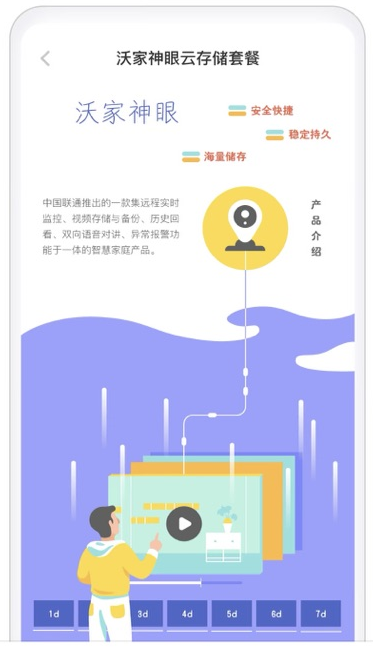 沃家神眼云存储套餐
沃家神眼
安全快捷
稳定持久
海量储存
中国联通推出的一款集远程实时
监控、视频存储与备份、历史回
看、双向语音对讲、异常报警功
能于一体的智慧家庭产品。
产品介绍
1d
3d
4d
5d
6d
7d